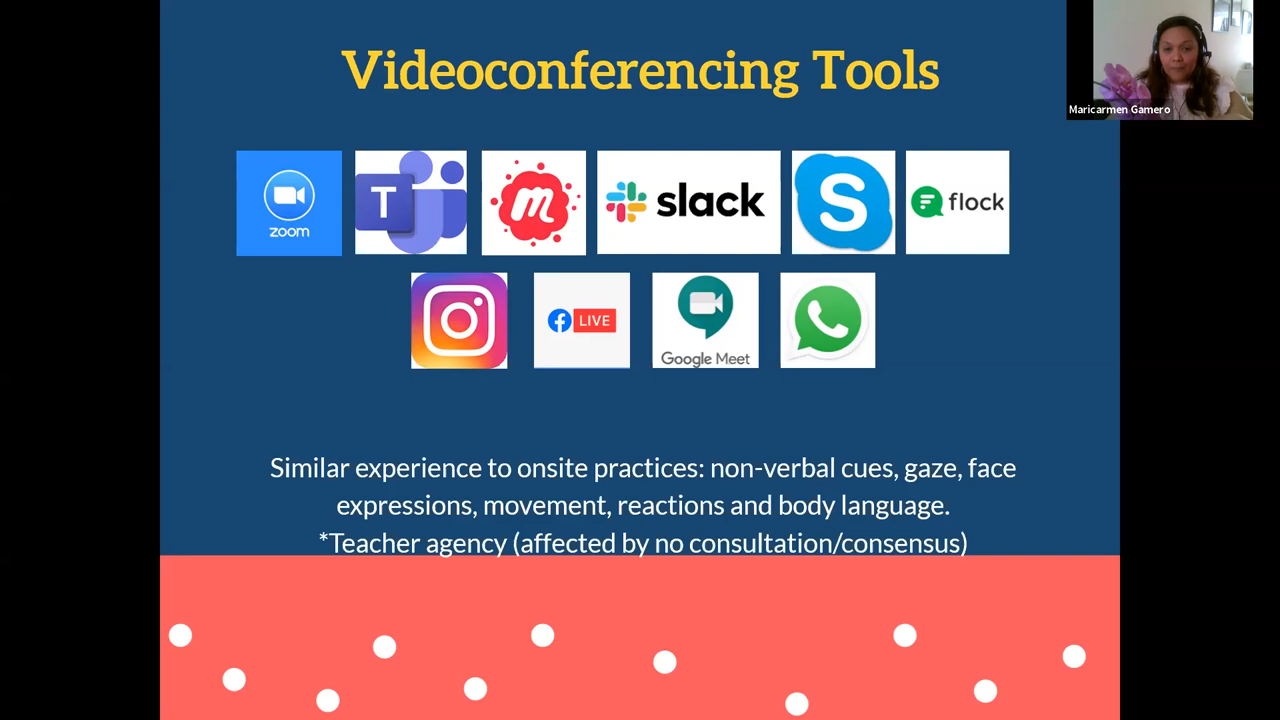 Videoconferencing Tools
Maricarmen Gamero
zoom
T
m
slack
S
flock
f LIVE
Google Meet
Similar experience to onsite practices: non-verbal cues, gaze, face
expressions, movement, reactions and body language.
*Teacher agency (affected by no consultation/consensus)